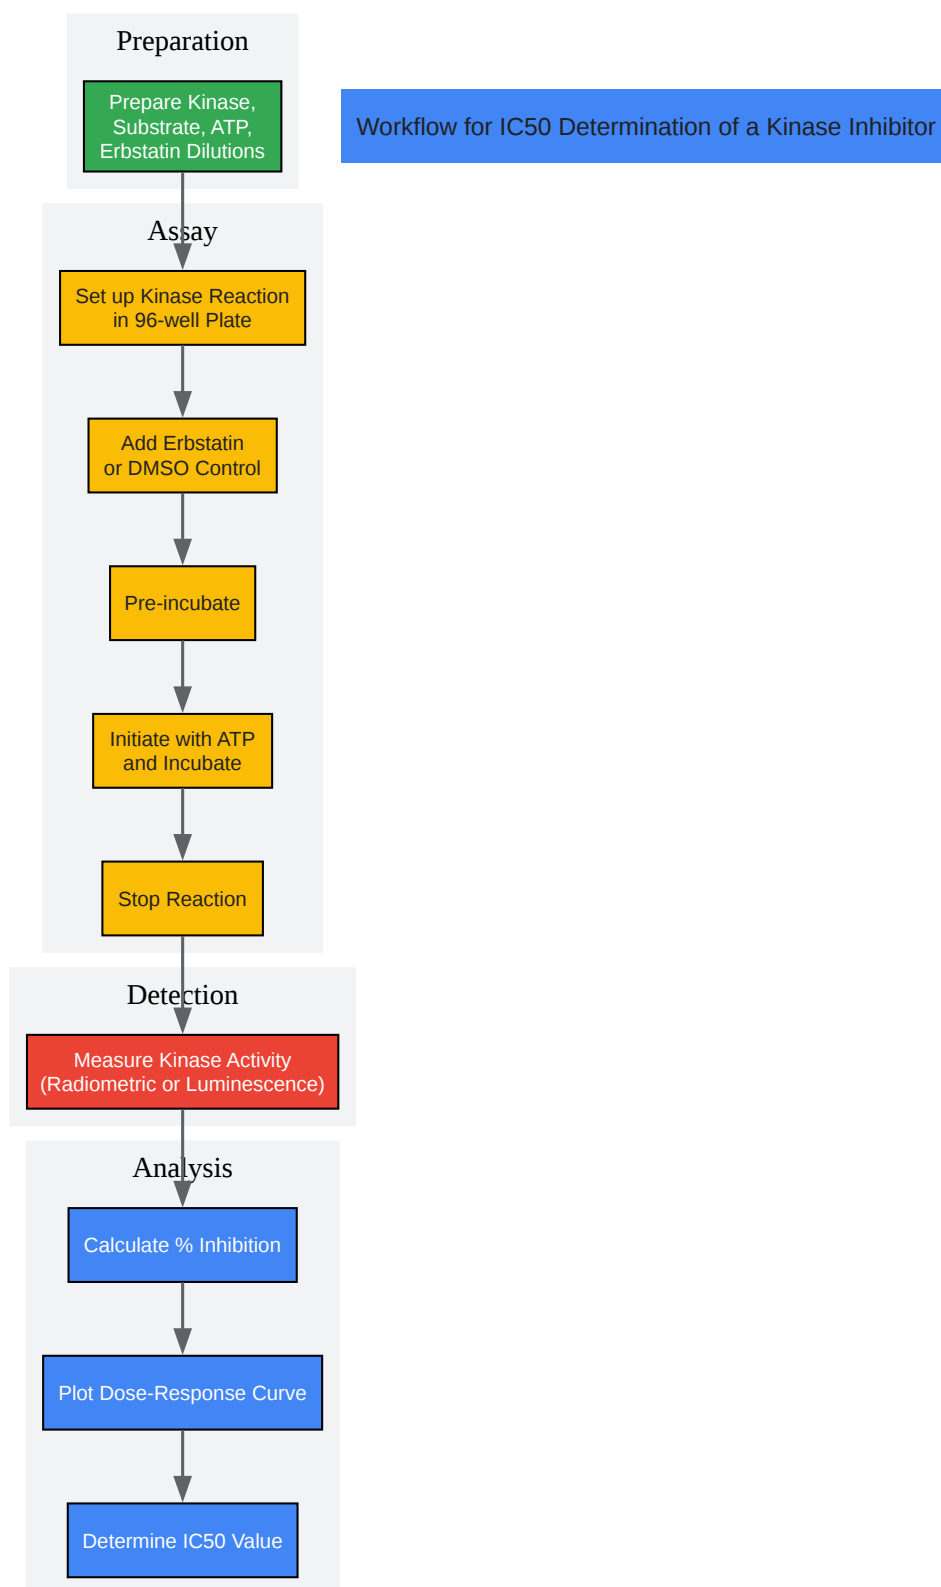 Preparation
Prepare Kinase,
Substrate, ATP,
Erbstatin Dilutions
Workflow for IC50 Determination of a Kinase Inhibitor
Assay
Set up Kinase Reaction
in 96-well Plate
Add Erbstatin
or DMSO Control
Pre-incubate
Initiate with ATP
and Incubate
Stop Reaction
Detection
Measure Kinase Activity
(Radiometric or Luminescence)
Analysis
Calculate % Inhibition
Plot Dose-Response Curve
Determine IC50 Value